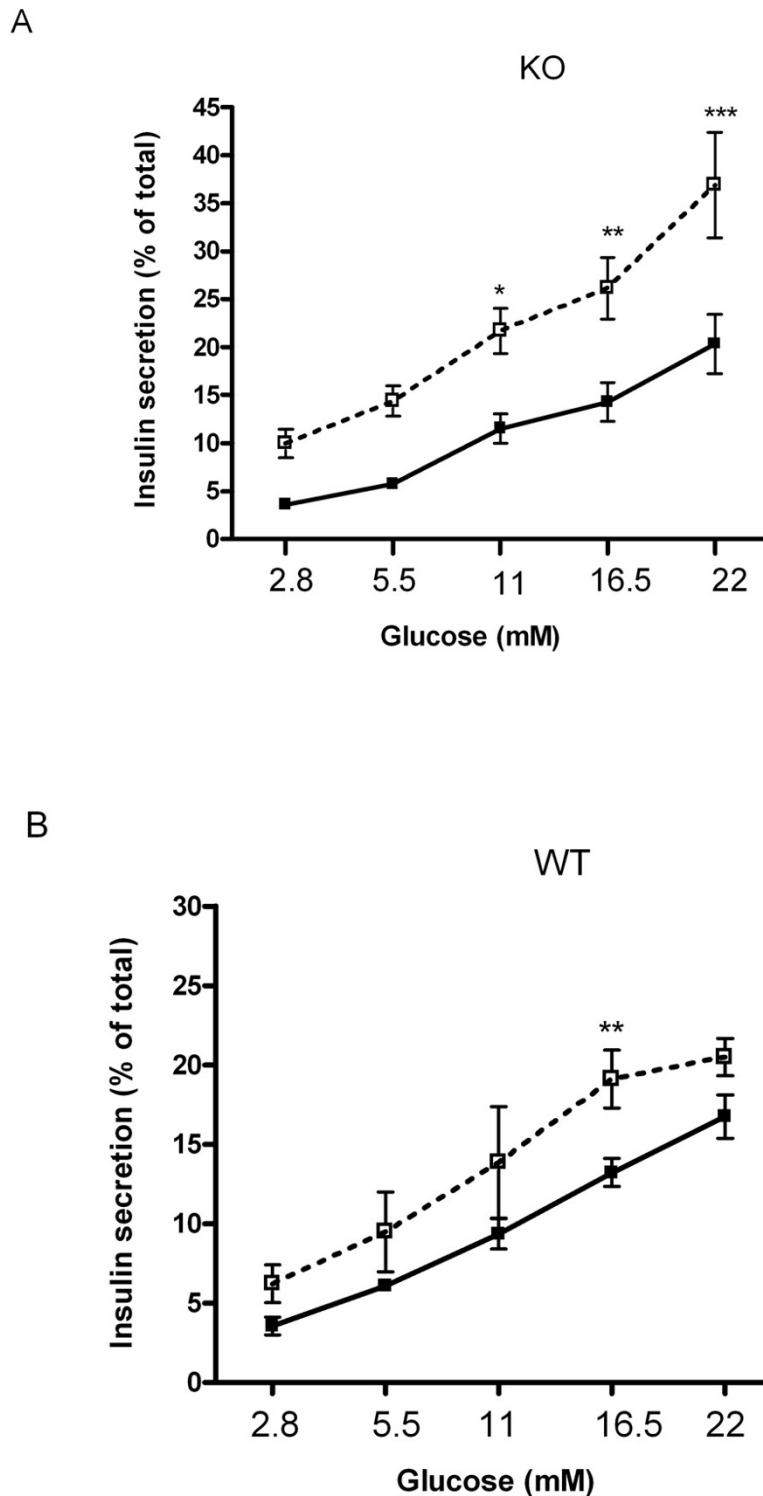 A
KO
Insulin secretion (% of total)
45
40
35
30
25
20
15
10
5
0
*
**
***
2.8 5.5 11 16.5 22
Glucose (mM)
B
WT
Insulin secretion (% of total)
30
25
20
15
10
5
0
**
2.8 5.5 11 16.5 22
Glucose (mM)